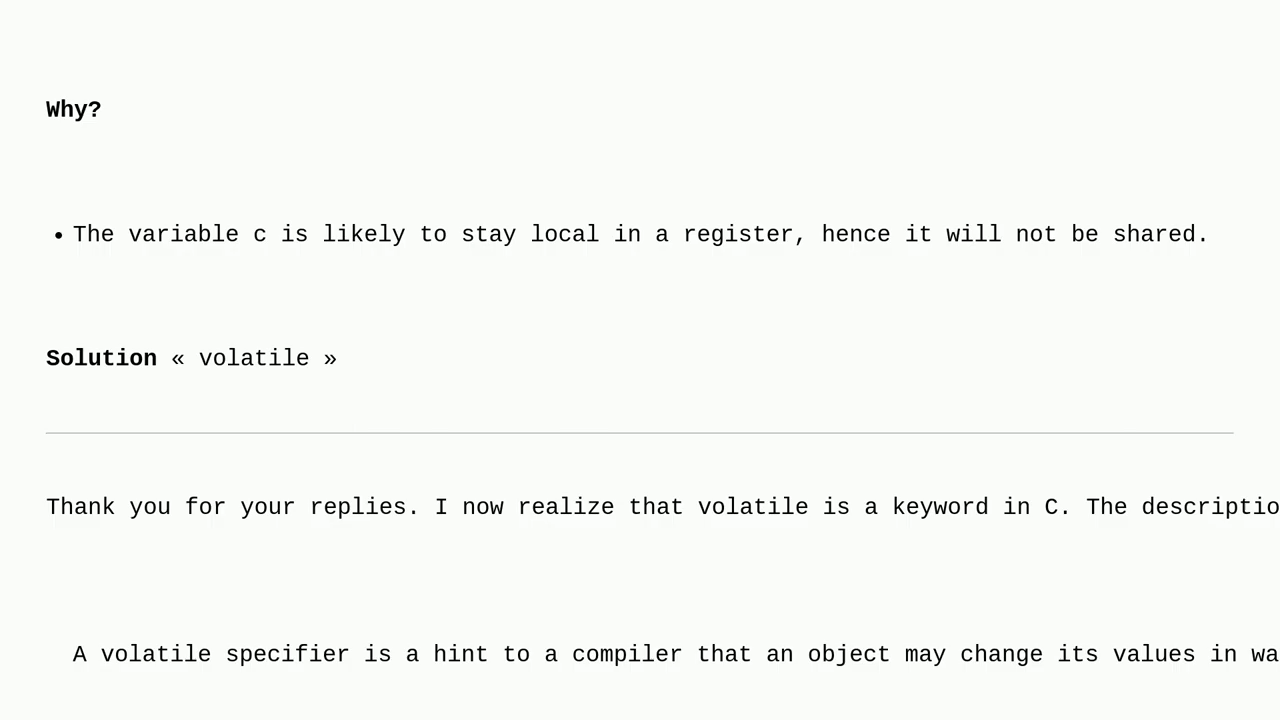 Why?
• The variable c is likely to stay local in a register, hence it will not be shared.
Solution « volatile »
Thank you for your replies. I now realize that volatile is a keyword in C. The descriptio
A volatile specifier is a hint to a compiler that an object may change its values in wa